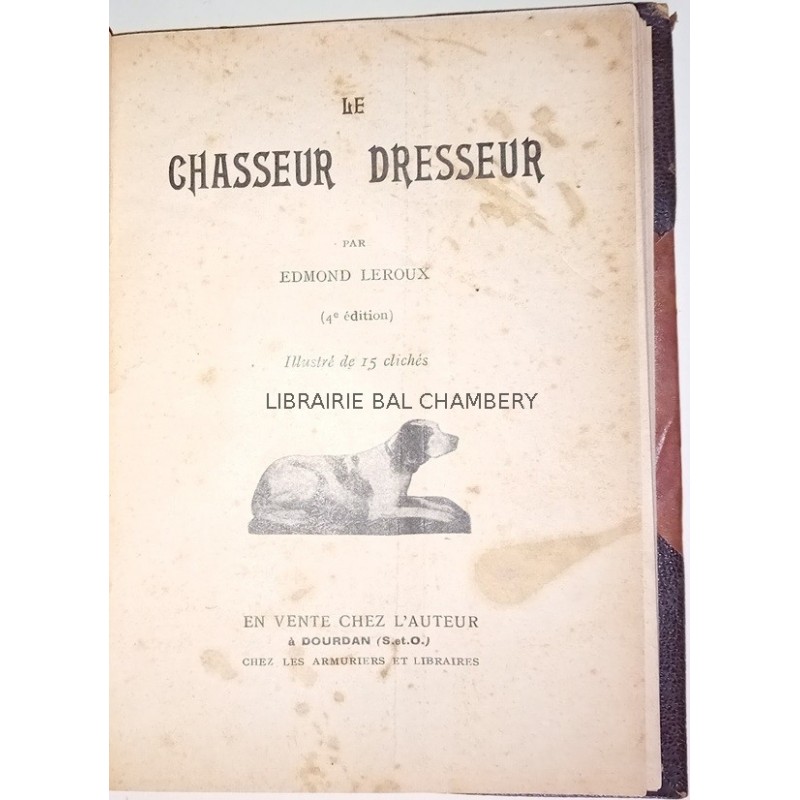 LE
CHASSEUR DRESSEUR
PAR
EDMOND LEROUX
(4e édition)
Illustré de 15 clichés
LIBRAIRIE BAL CHAMBERY
EN VENTE CHEZ L'AUTEUR
à DOURDAN (S.et.O.)
CHEZ LES ARMURIERS ET LIBRAIRES